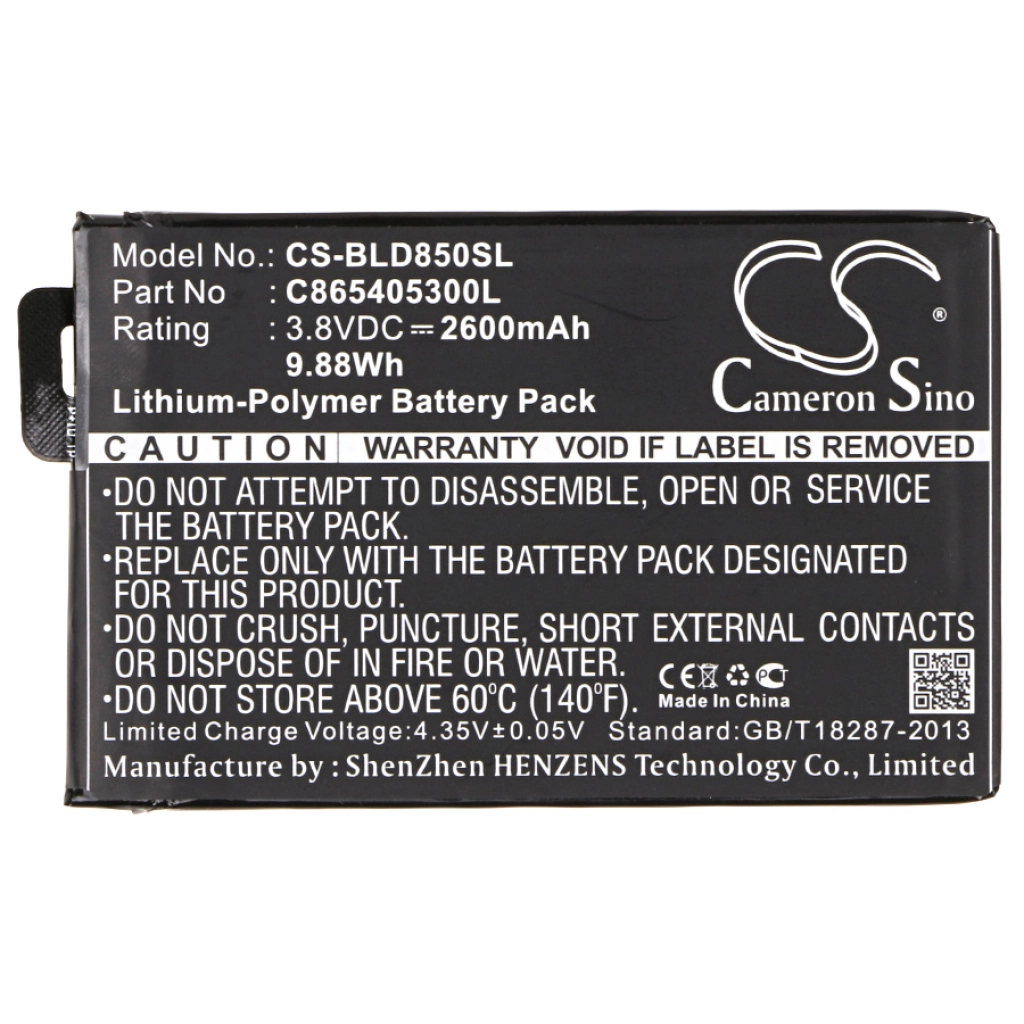 Model No.: CS-BLD850SL
Part No : C865405300L
Rating : 3.8VDC ⎓ 2600mAh
9.88Wh
Lithium-Polymer Battery Pack
CS
®
Cameron Sino
CAUTION WARRANTY VOID IF LABEL IS REMOVED
•DO NOT ATTEMPT TO DISASSEMBLE, OPEN OR SERVICE
THE BATTERY PACK.
•REPLACE ONLY WITH THE BATTERY PACK DESIGNATED
FOR THIS PRODUCT.
•DO NOT CRUSH, PUNCTURE, SHORT EXTERNAL CONTACTS
OR DISPOSE OF IN FIRE OR WATER.
•DO NOT STORE ABOVE 60°C (140°F).
CE PCT
Made In China
Limited Charge Voltage:4.35V±0.05V Standard:GB/T18287-2013
Manufacture by : ShenZhen HENZENS Technology Co., Limited